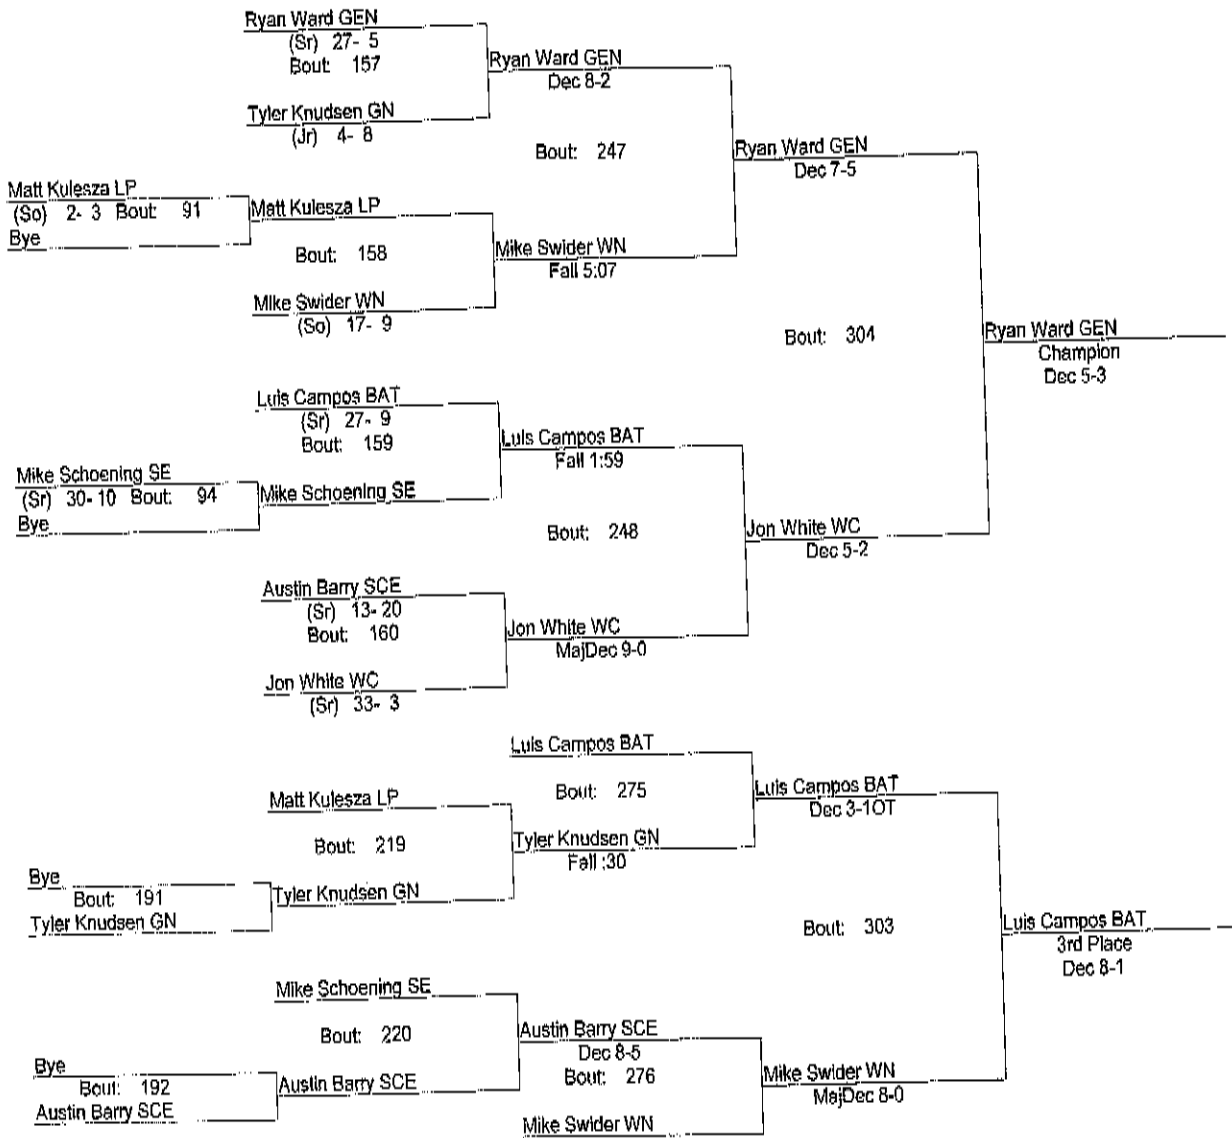 Ryan Ward GEN
(Sr) 27- 5
Bout: 157
Ryan Ward GEN
Dec 8-2
Tyler Knudsen GN
(Jr) 4- 8
Bout: 247
Ryan Ward GEN
Dec 7-5
Matt Kulesza LP
(So) 2- 3 Bout: 91
Bye
Matt Kulesza LP
Bout: 158
Mike Swider WN
Fall 5:07
Mike Swider WN
(So) 17- 9
Bout: 304
Ryan Ward GEN
Champion
Dec 5-3
Luis Campos BAT
(Sr) 27- 9
Bout: 159
Luis Campos BAT
Fall 1:59
Mike Schoening SE
(Sr) 30- 10 Bout: 94
Bye
Mike Schoening SE
Bout: 248
Jon White WC
Dec 5-2
Austin Barry SCE
(Sr) 13- 20
Bout: 160
Jon White WC
MajDec 9-0
Jon White WC
(Sr) 33- 3
Luis Campos BAT
Bout: 275
Luis Campos BAT
Dec 3-1OT
Matt Kulesza LP
Bout: 219
Tyler Knudsen GN
Fall :30
Bye
Bout: 191
Tyler Knudsen GN
Tyler Knudsen GN
Bout: 303
Luis Campos BAT
3rd Place
Dec 8-1
Mike Schoening SE
Bout: 220
Austin Barry SCE
Dec 8-5
Bout: 276
Bye
Bout: 192
Austin Barry SCE
Austin Barry SCE
Mike Swider WN
MajDec 8-0
Mike Swider WN